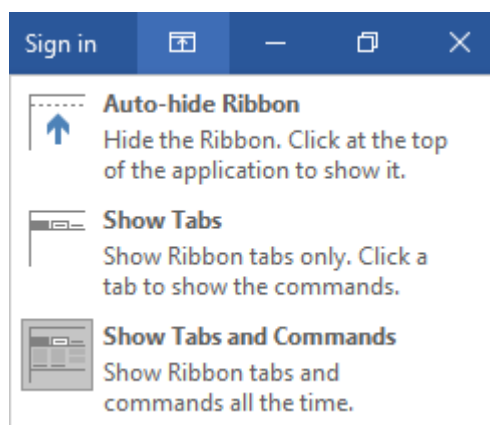 Sign in
Auto-hide Ribbon
Hide the Ribbon. Click at the top
of the application to show it.
Show Tabs
Show Ribbon tabs only. Click a
tab to show the commands.
Show Tabs and Commands
Show Ribbon tabs and
commands all the time.